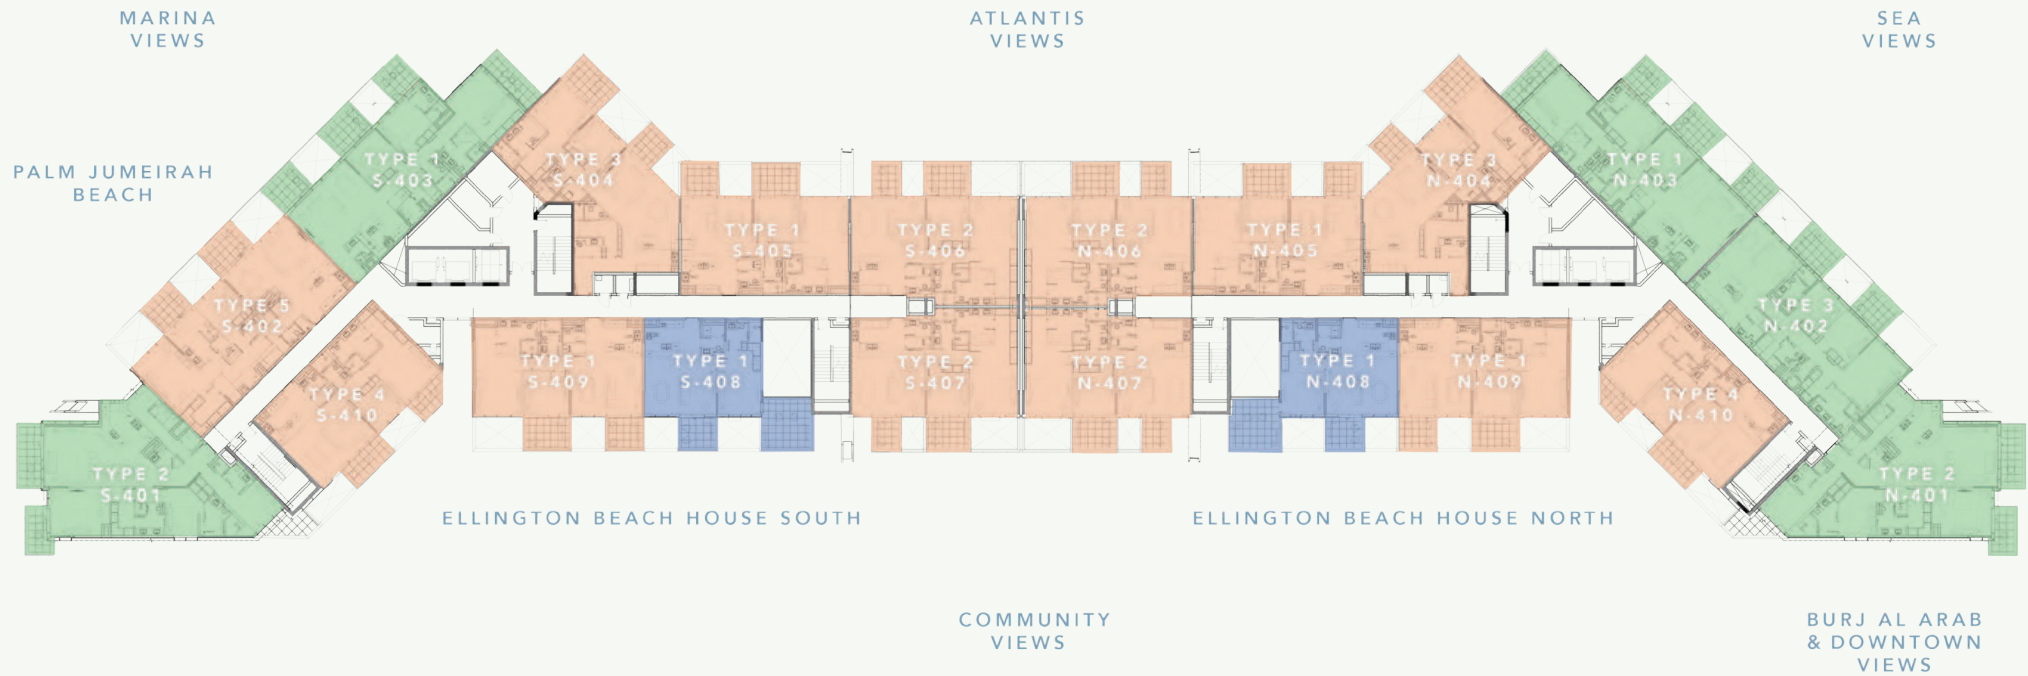 MARINA
VIEWS
ATLANTIS
VIEWS
SEA
VIEWS
PALM JUMEIRAH
BEACH
TYPE 1
S-403
TYPE 3
S-404
TYPE 3
N-404
TYPE 1
N-403
TYPE 1
S-405
TYPE 2
S-406
TYPE 2
N-406
TYPE 1
N-405
TYPE 5
S-402
TYPE 3
N-402
TYPE 4
S-410
TYPE 1
S-409
TYPE 1
S-408
TYPE 2
S-407
TYPE 2
N-407
TYPE 1
N-408
TYPE 1
N-409
TYPE 4
N-410
TYPE 2
S-401
TYPE 2
N-401
ELLINGTON BEACH HOUSE SOUTH
ELLINGTON BEACH HOUSE NORTH
COMMUNITY
VIEWS
BURJ AL ARAB
& DOWNTOWN
VIEWS